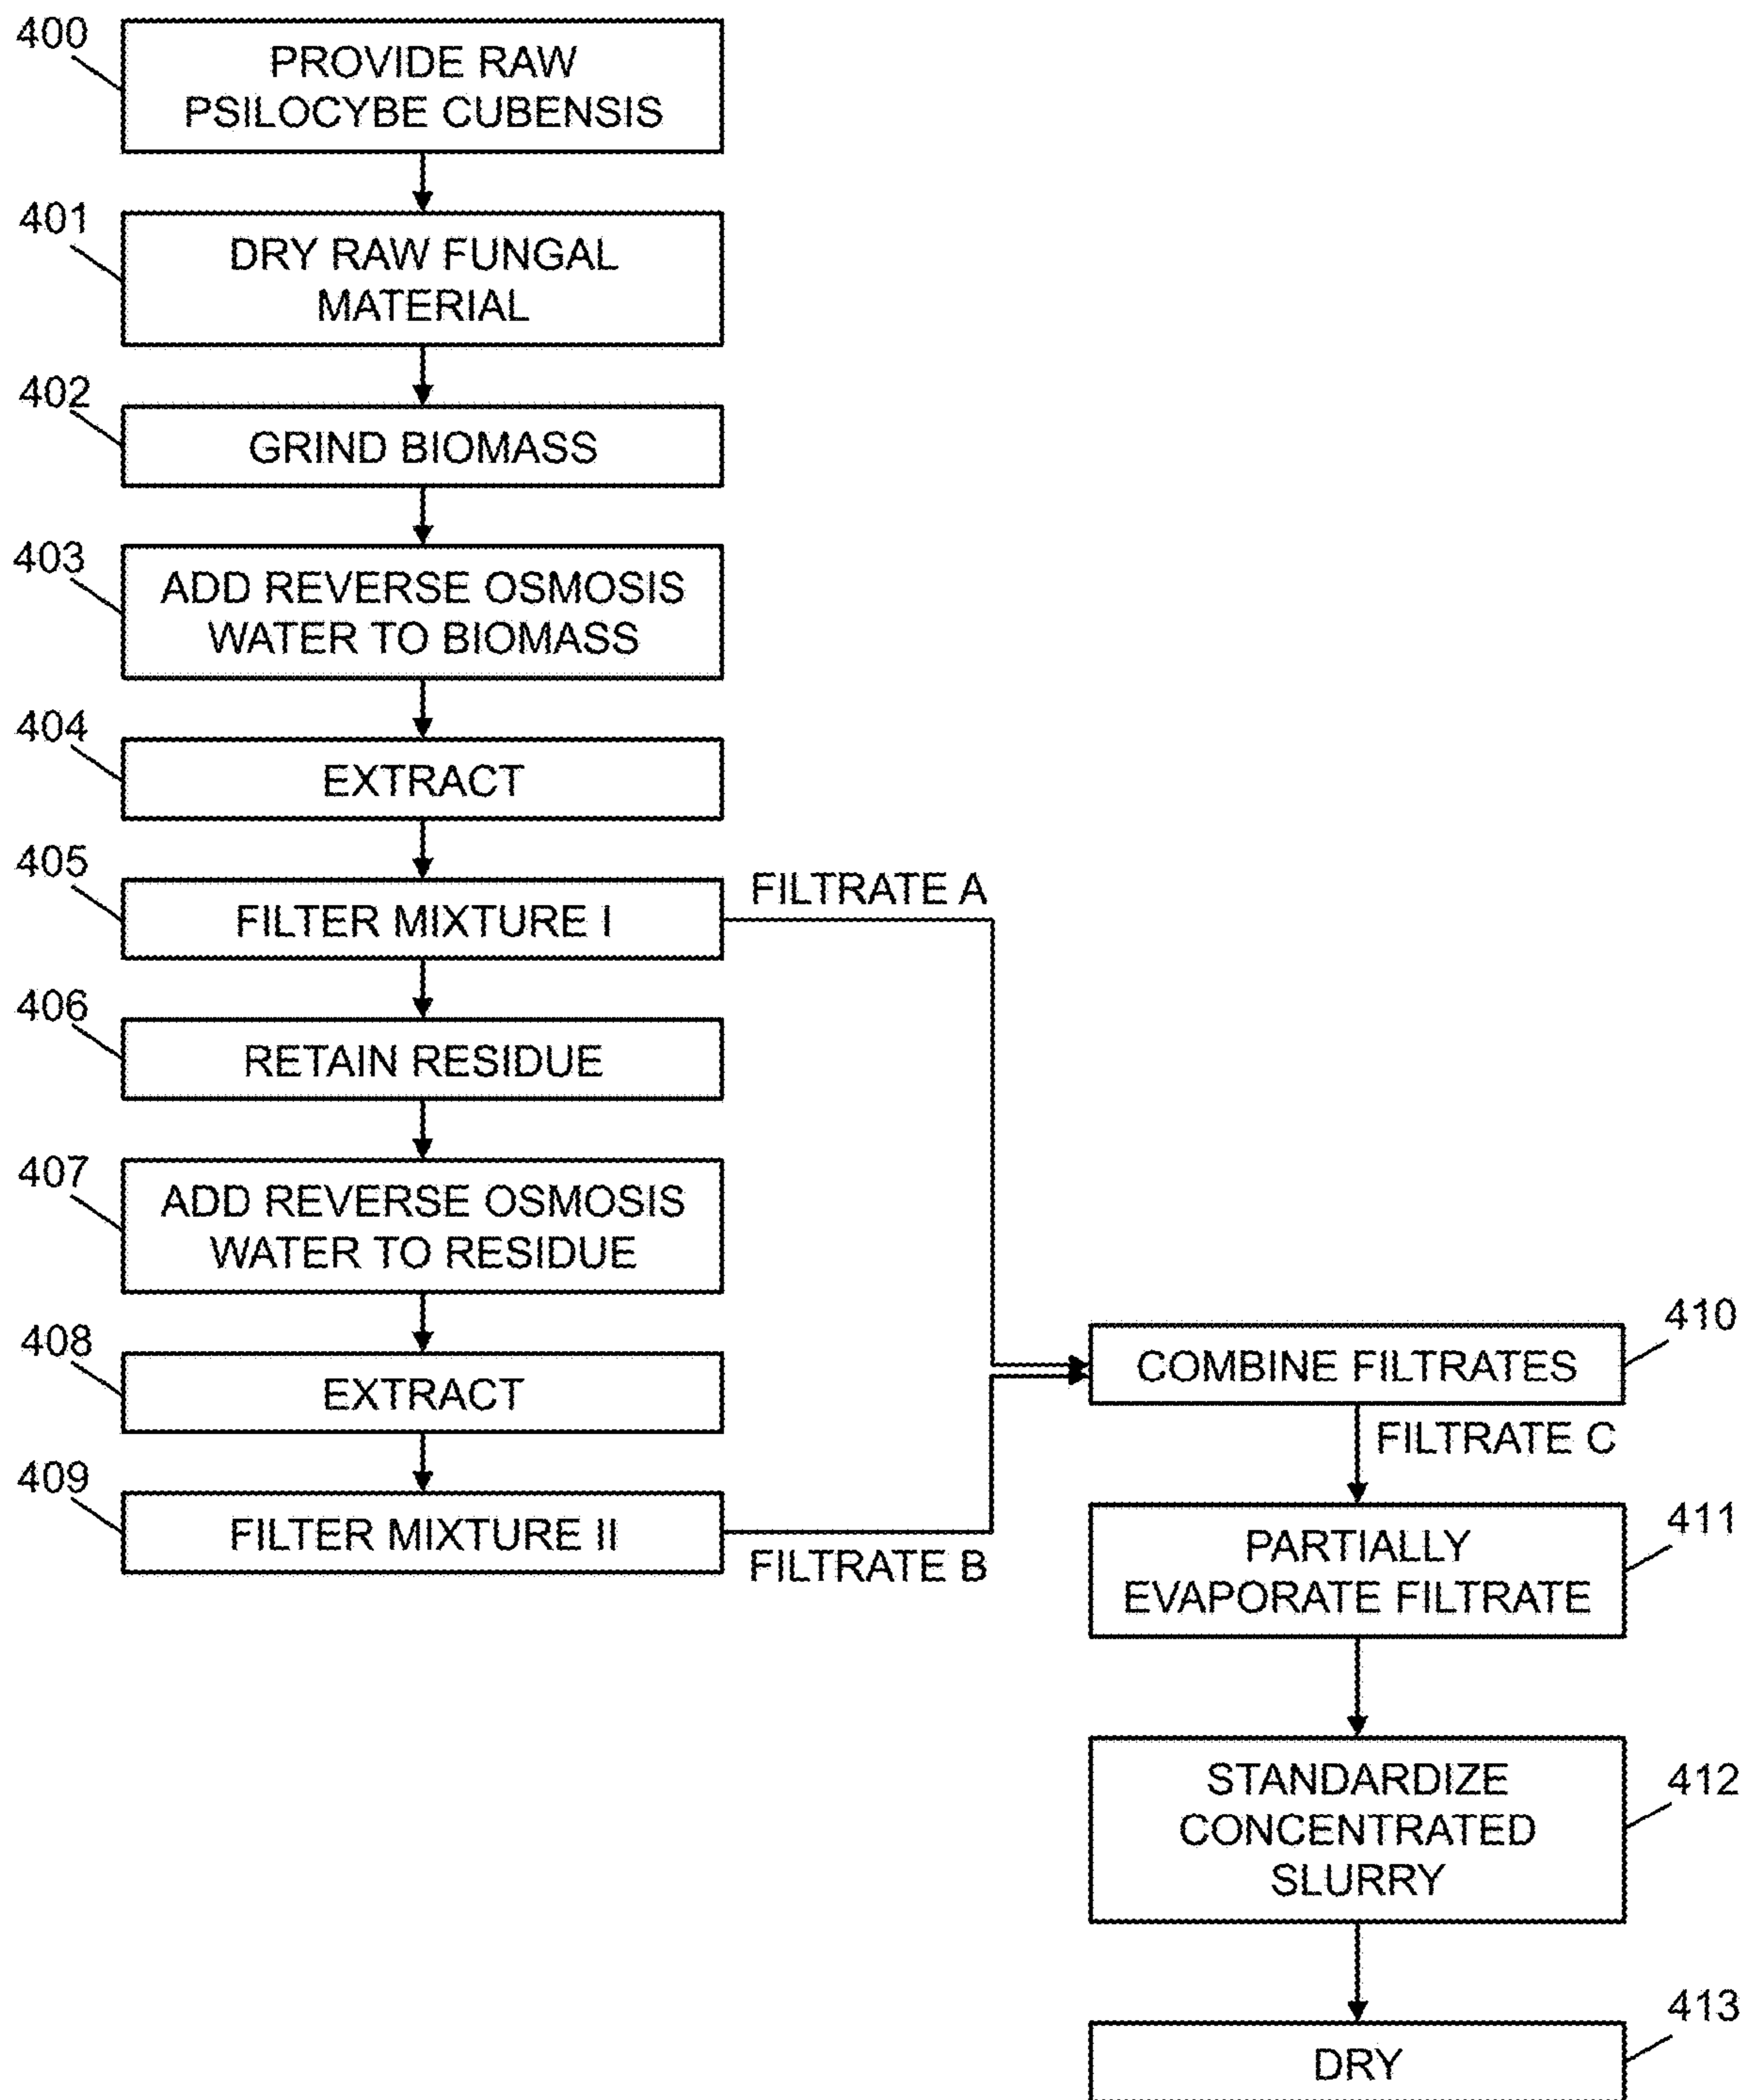 400
PROVIDE RAW
PSILOCYBE CUBENSIS
401
DRY RAW FUNGAL
MATERIAL
402
GRIND BIOMASS
403
ADD REVERSE OSMOSIS
WATER TO BIOMASS
404
EXTRACT
405
FILTER MIXTURE I
FILTRATE A
406
RETAIN RESIDUE
407
ADD REVERSE OSMOSIS
WATER TO RESIDUE
408
EXTRACT
409
FILTER MIXTURE II
FILTRATE B
410
COMBINE FILTRATES
FILTRATE C
411
PARTIALLY
EVAPORATE FILTRATE
412
STANDARDIZE
CONCENTRATED
SLURRY
413
DRY